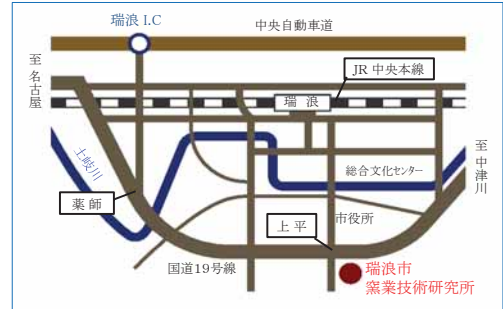 瑞浪 I.C
中央自動車道
至 名古屋
JR 中央本線
瑞 浪
土岐川
総合文化センター
至 中津川
薬 師
上 平
市役所
国道19号線
瑞浪市
窯業技術研究所